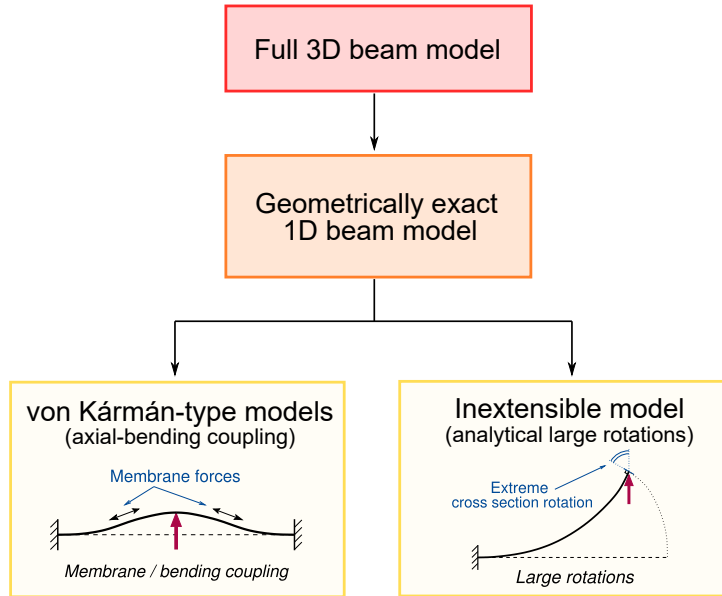 Full 3D beam model
Geometrically exact
1D beam model
von Kármán-type models
(axial-bending coupling)
Membrane forces
Membrane / bending coupling
Inextensible model
(analytical large rotations)
Extreme
cross section rotation
Large rotations